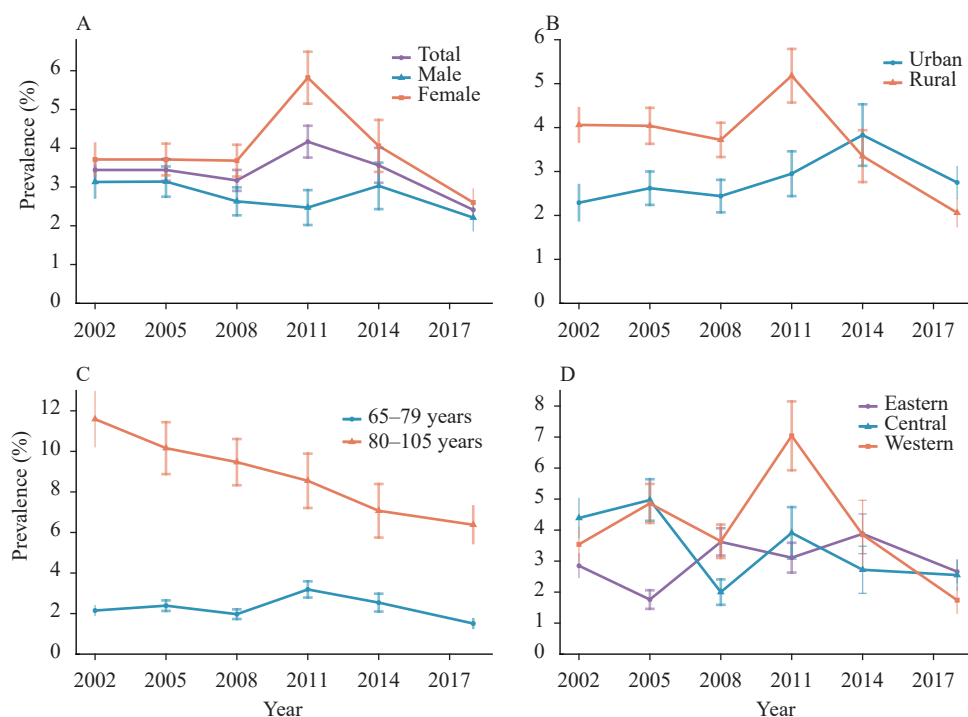 A
Total
Male
Female
Prevalence (%)
6
5
4
3
2
1
0
2002 2005 2008 2011 2014 2017
B
Urban
Rural
6
5
4
3
2
1
0
2002 2005 2008 2011 2014 2017
C
65–79 years
80–105 years
Prevalence (%)
12
10
8
6
4
2
0
2002 2005 2008 2011 2014 2017
Year
D
Eastern
Central
Western
8
7
6
5
4
3
2
1
0
2002 2005 2008 2011 2014 2017
Year